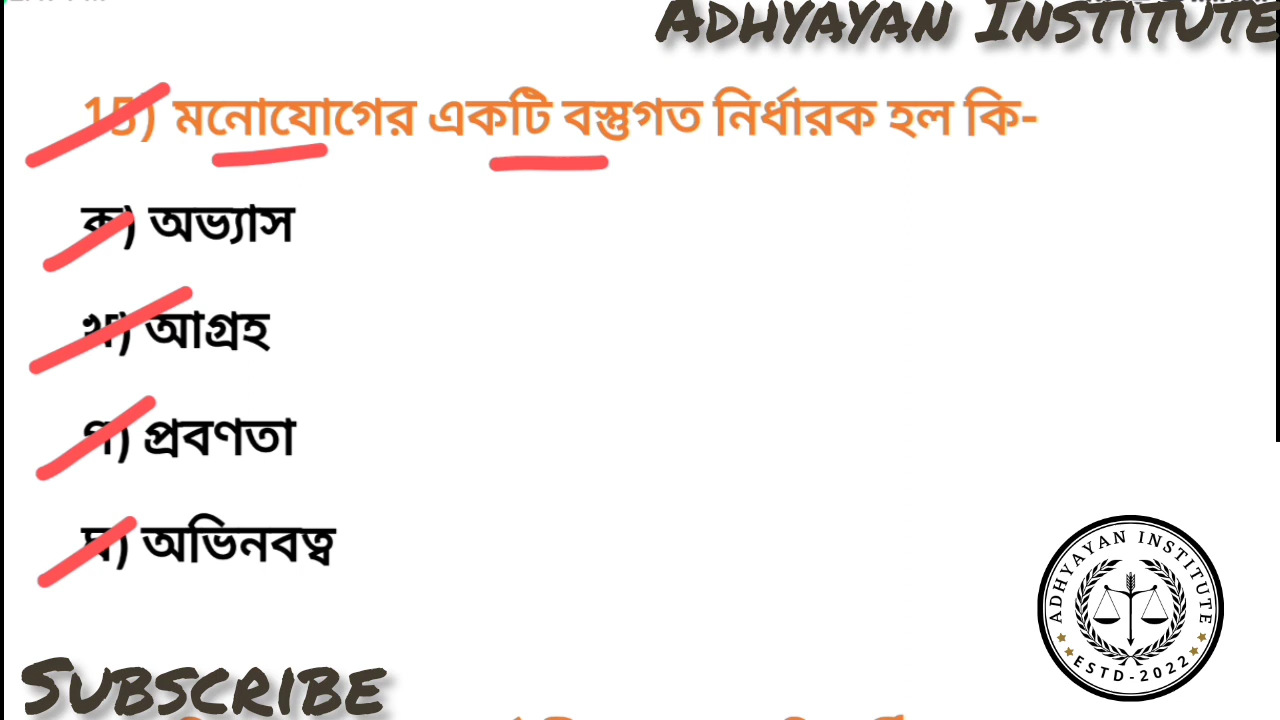 ADHYAYAN INSTITUTE
15) মনোযোগের একটি বস্তুগত নির্ধারক হল কি-
ক) অভ্যাস
খ) আগ্রহ
গ) প্রবণতা
ঘ) অভিনবত্ব
ADHYAYAN INSTITUTE
ESTD-2022
SUBSCRIBE